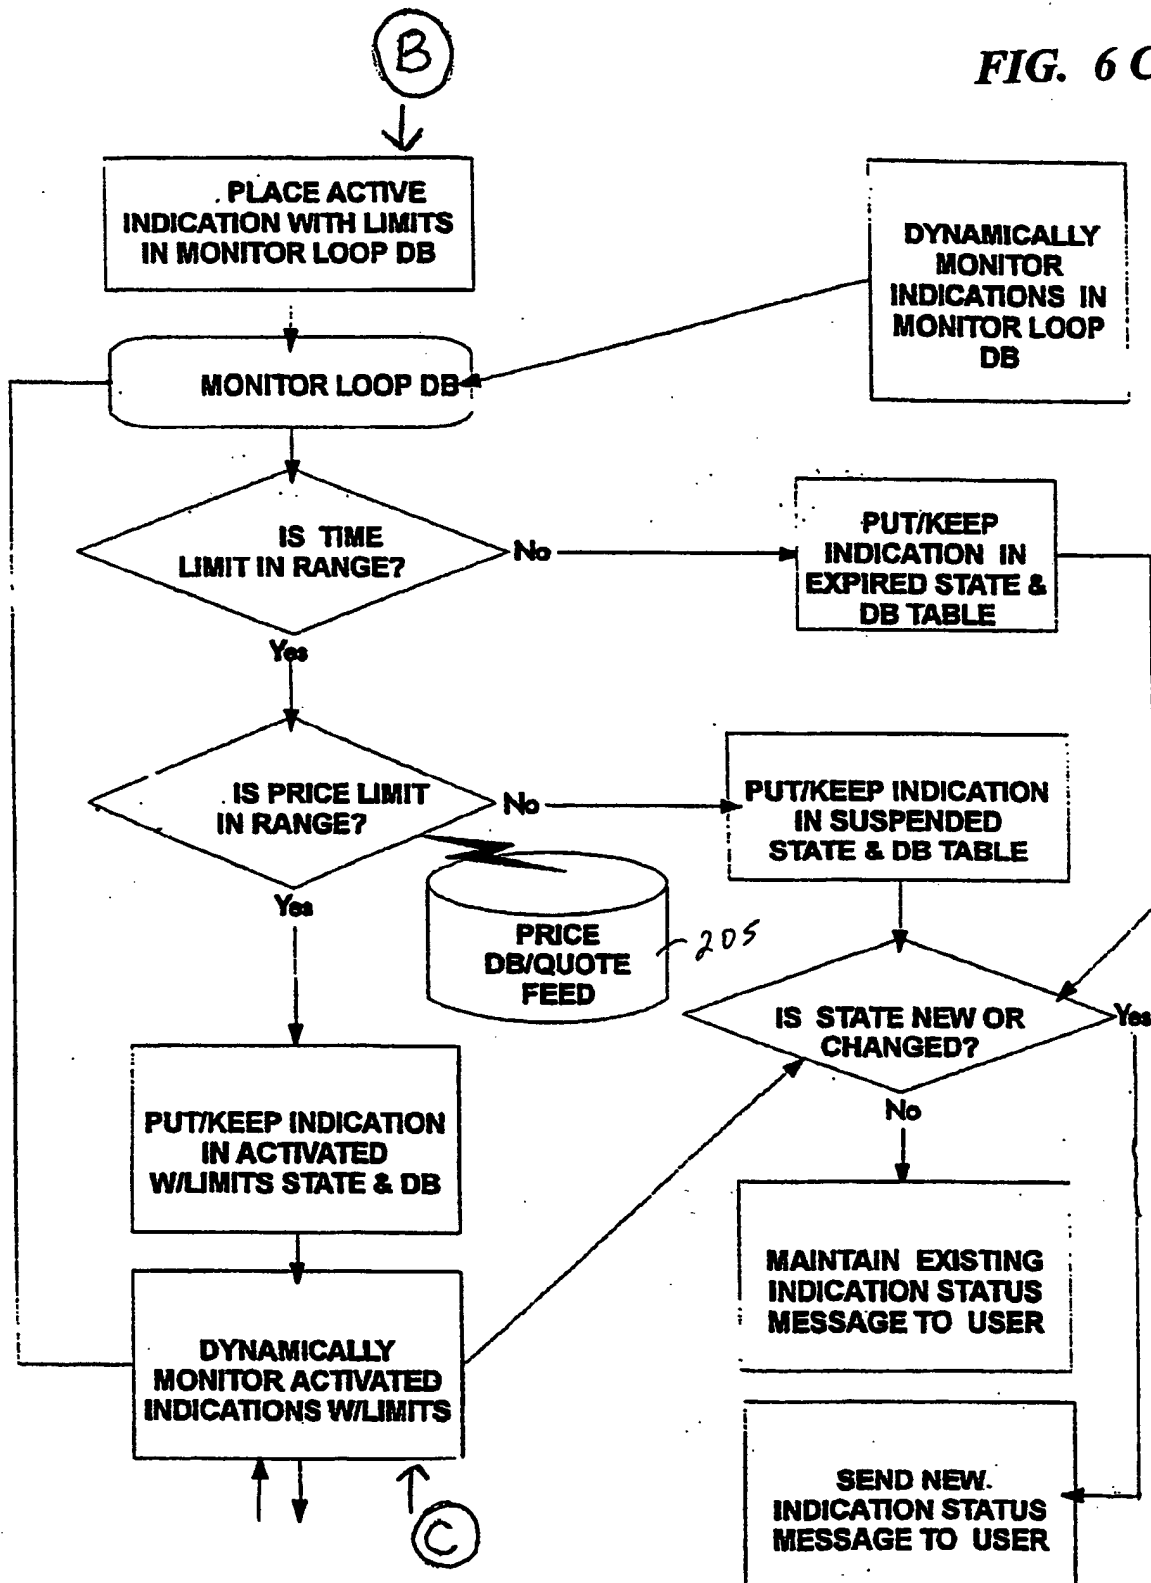 B
FIG. 6 C
PLACE ACTIVE
INDICATION WITH LIMITS
IN MONITOR LOOP DB
DYNAMICALLY
MONITOR
INDICATIONS IN
MONITOR LOOP
DB
MONITOR LOOP DB
IS TIME
LIMIT IN RANGE?
No
PUT/KEEP
INDICATION IN
EXPIRED STATE &
DB TABLE
Yes
IS PRICE LIMIT
IN RANGE?
No
PUT/KEEP INDICATION
IN SUSPENDED
STATE & DB TABLE
Yes
PRICE
DB/QUOTE
FEED
205
IS STATE NEW OR
CHANGED?
Yes
No
PUT/KEEP INDICATION
IN ACTIVATED
W/LIMITS STATE & DB
MAINTAIN EXISTING
INDICATION STATUS
MESSAGE TO USER
DYNAMICALLY
MONITOR ACTIVATED
INDICATIONS W/LIMITS
SEND NEW
INDICATION STATUS
MESSAGE TO USER
C